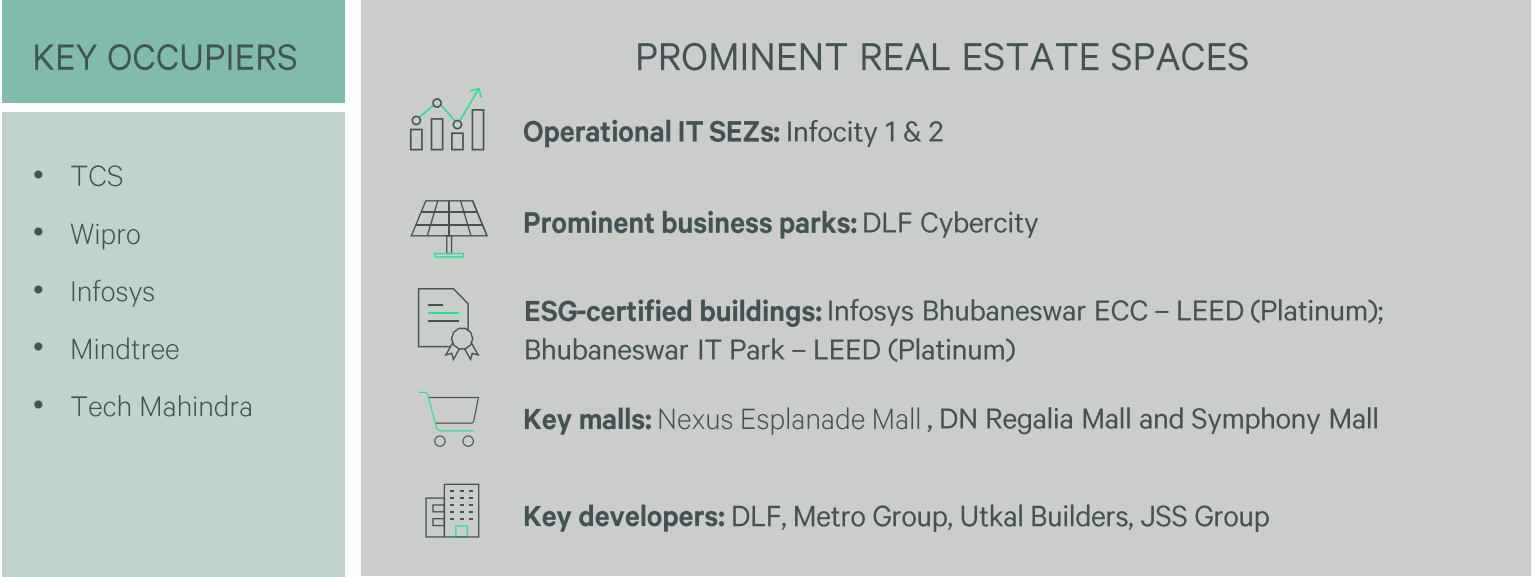 KEY OCCUPIERS
• TCS
• Wipro
• Infosys
• Mindtree
• Tech Mahindra
PROMINENT REAL ESTATE SPACES
Operational IT SEZs: Infocity 1 & 2
Prominent business parks: DLF Cybercity
ESG-certified buildings: Infosys Bhubaneswar ECC – LEED (Platinum);
Bhubaneswar IT Park – LEED (Platinum)
Key malls: Nexus Esplanade Mall , DN Regalia Mall and Symphony Mall
Key developers: DLF, Metro Group, Utkal Builders, JSS Group